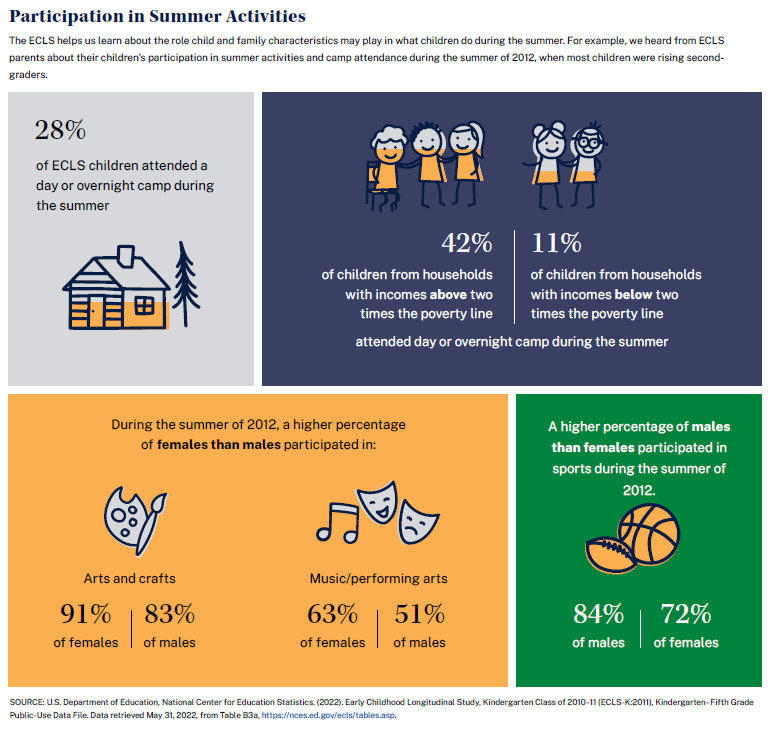 Participation in Summer Activities
The ECLS helps us learn about the role child and family characteristics may play in what children do during the summer. For example, we heard from ECLS
parents about their children's participation in summer activities and camp attendance during the summer of 2012, when most children were rising second-
graders.
28%
of ECLS children attended a
day or overnight camp during
the summer
42%
of children from households
with incomes above two
times the poverty line
11%
of children from households
with incomes below two
times the poverty line
attended day or overnight camp during the summer
During the summer of 2012, a higher percentage
of females than males participated in:
Arts and crafts
91%
of females
83%
of males
Music/performing arts
63%
of females
51%
of males
A higher percentage of males
than females participated in
sports during the summer of
2012.
84%
of males
72%
of females
SOURCE: U.S. Department of Education, National Center for Education Statistics. (2022). Early Childhood Longitudinal Study, Kindergarten Class of 2010–11 (ECLS-K:2011), Kindergarten–Fifth Grade
Public-Use Data File. Data retrieved May 31, 2022, from Table B3a, https://nces.ed.gov/ecls/tables.asp.